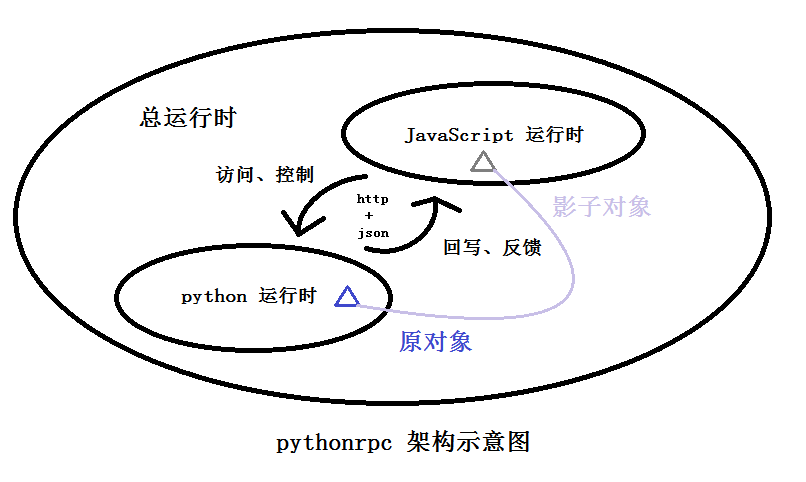 总运行时
JavaScript 运行时
访问、控制
http
+
json
影子对象
回写、反馈
python 运行时
原对象
pythonrpc 架构示意图